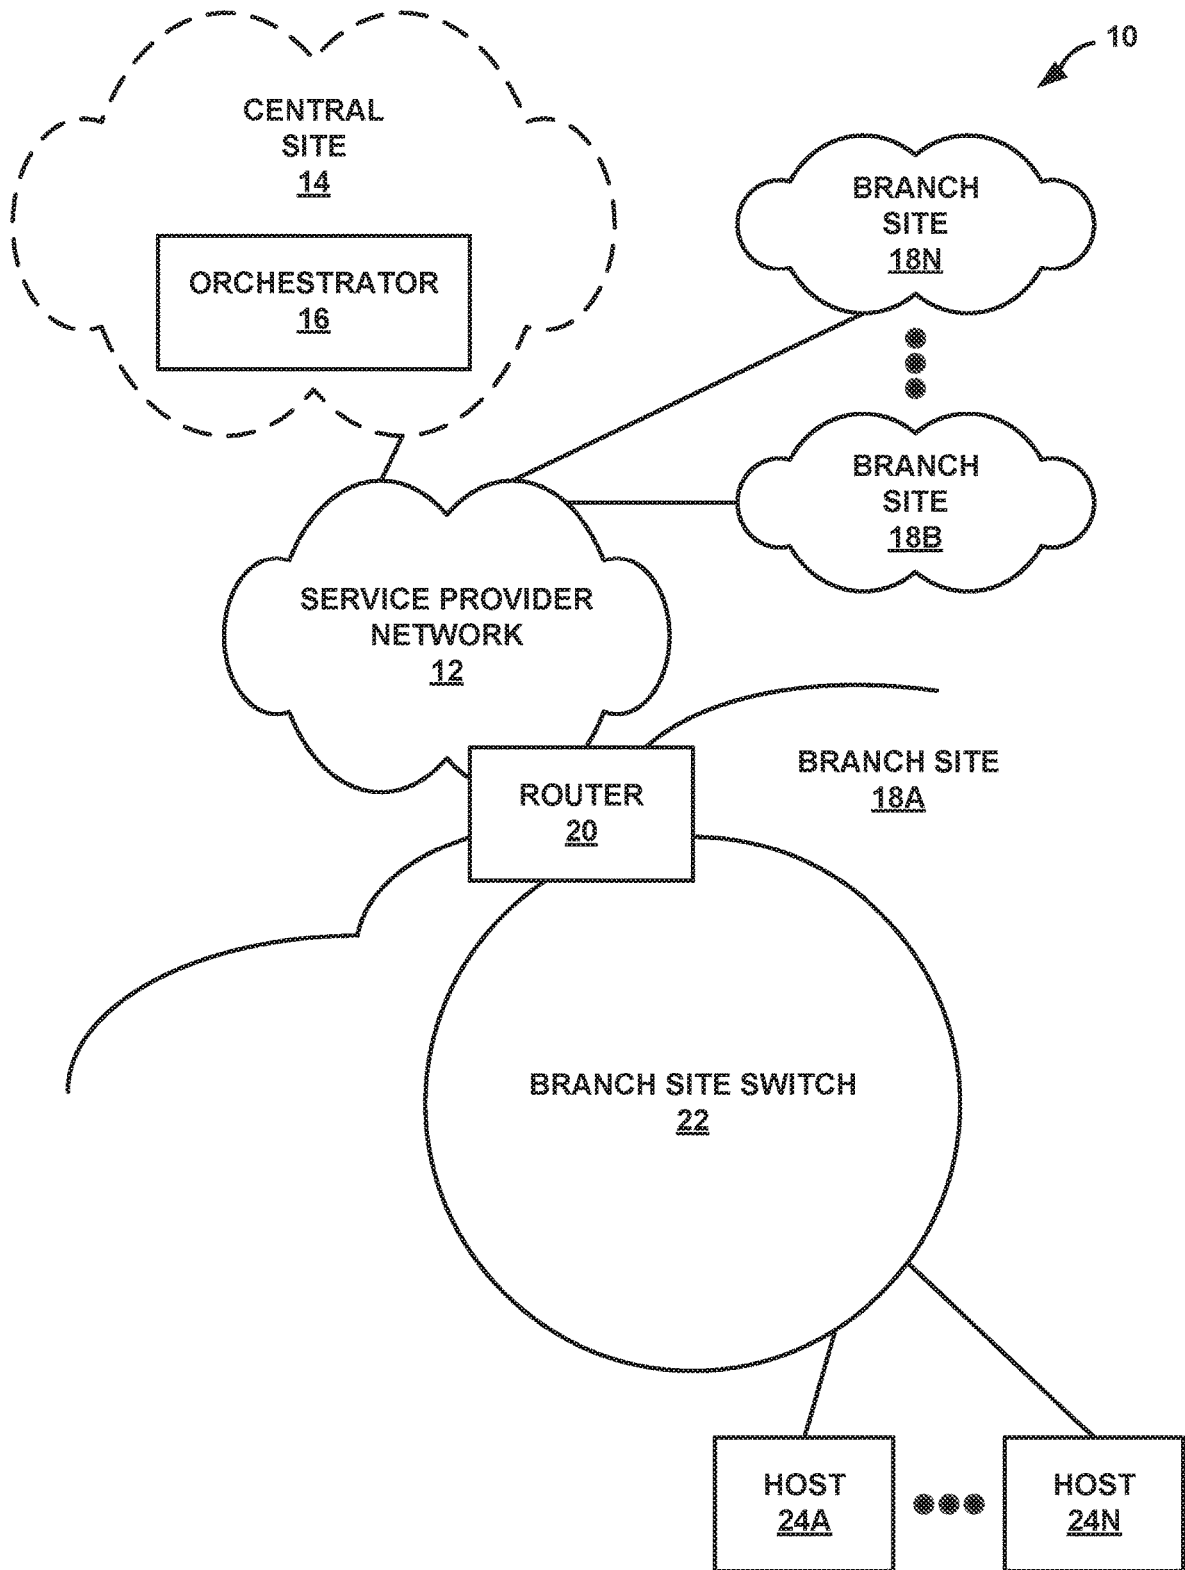 10
CENTRAL
SITE
14
ORCHESTRATOR
16
BRANCH
SITE
18N
BRANCH
SITE
18B
SERVICE PROVIDER
NETWORK
12
BRANCH SITE
18A
ROUTER
20
BRANCH SITE SWITCH
22
HOST
24A
HOST
24N